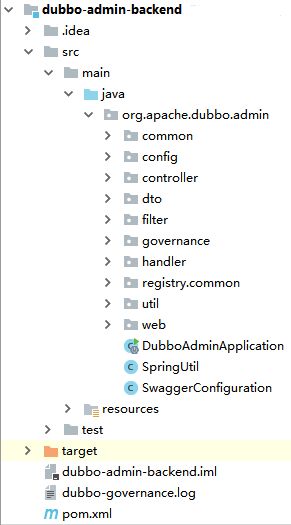 dubbo-admin-backend
.idea
src
main
java
org.apache.dubbo.admin
common
config
controller
dto
filter
governance
handler
registry.common
util
web
DubboAdminApplication
SpringUtil
SwaggerConfiguration
resources
test
target
dubbo-admin-backend.iml
dubbo-governance.log
pom.xml